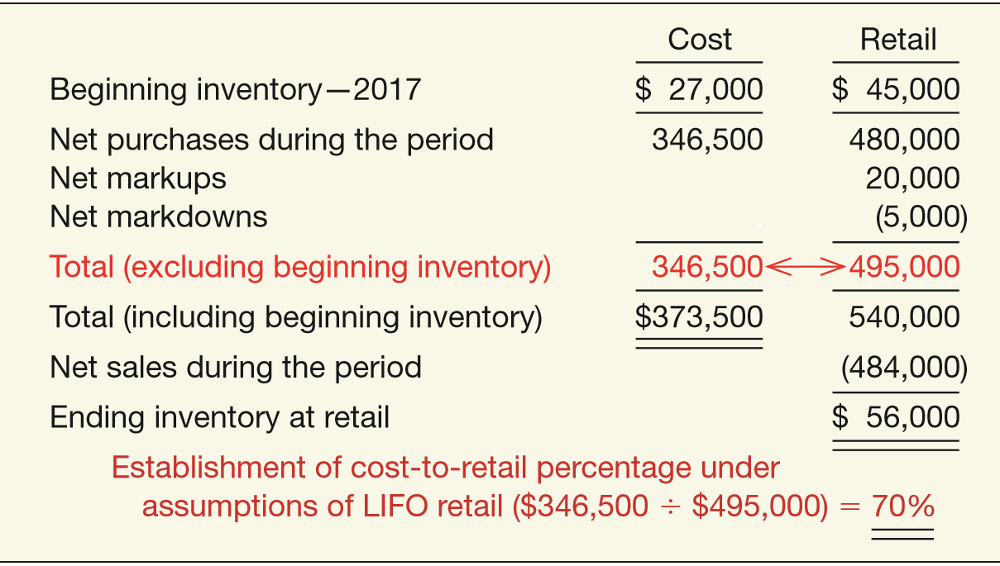 Cost Retail
Beginning inventory—2017 $ 27,000 $ 45,000
Net purchases during the period 346,500 480,000
Net markups 20,000
Net markdowns (5,000)
Total (excluding beginning inventory) 346,500 495,000
Total (including beginning inventory) $373,500 540,000
Net sales during the period (484,000)
Ending inventory at retail $ 56,000
Establishment of cost-to-retail percentage under
assumptions of LIFO retail ($346,500 ÷ $495,000) = 70%